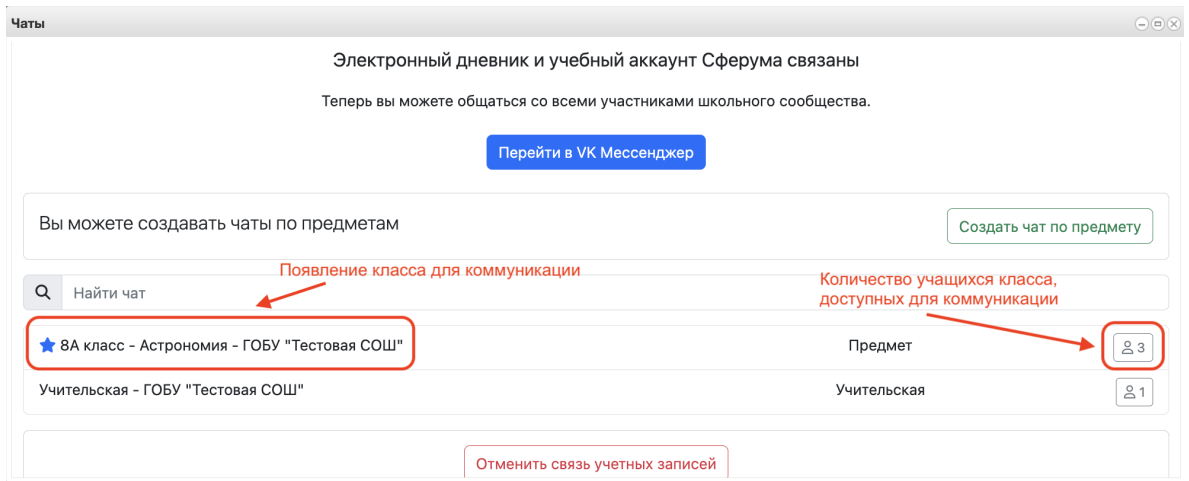 Чаты
Электронный дневник и учебный аккаунт Сферума связаны
Теперь вы можете общаться со всеми участниками школьного сообщества.
Перейти в VK Мессенджер
Вы можете создавать чаты по предметам
Создать чат по предмету
Появление класса для коммуникации
Количество учащихся класса,
доступных для коммуникации
Найти чат
8А класс - Астрономия - ГОБУ "Тестовая СОШ" Предмет 3
Учительская - ГОБУ "Тестовая СОШ" Учительская 1
Отменить связь учетных записей